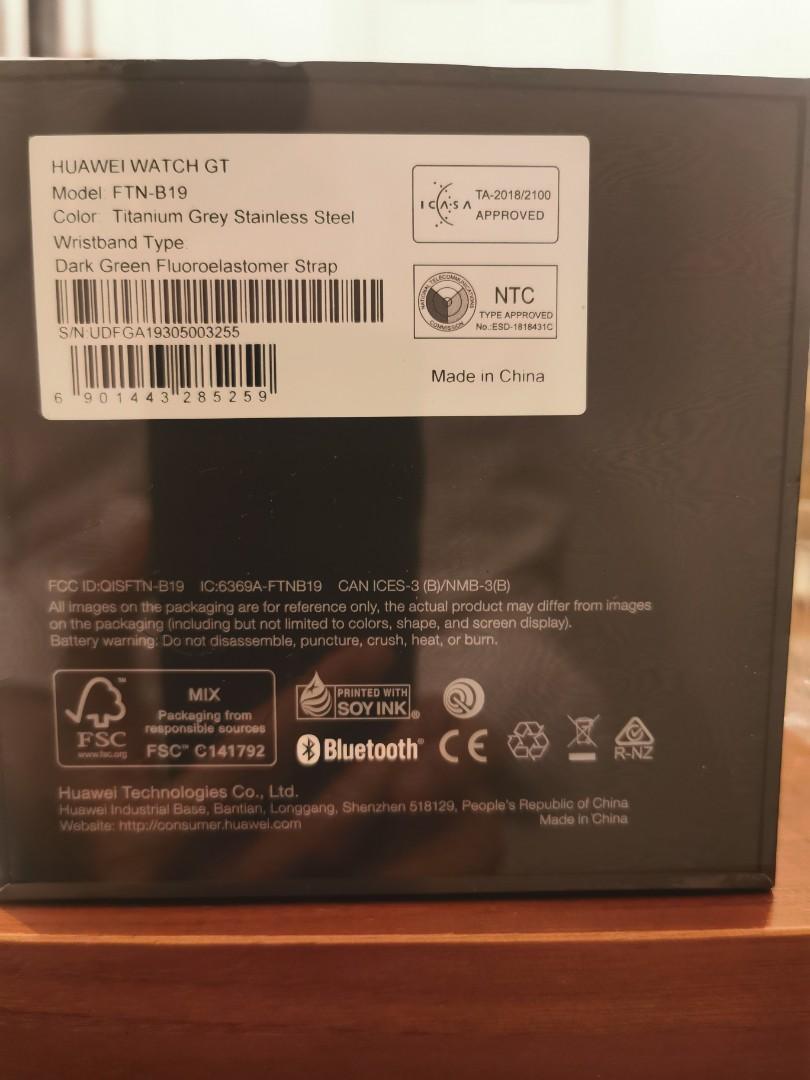 HUAWEI WATCH GT
Model: FTN-B19
Color: Titanium Grey Stainless Steel
Wristband Type:
Dark Green Fluoroelastomer Strap
S/N:UDFGA19305003255
6 901443 285259
ICASA
TA-2018/2100
APPROVED
NATIONAL TELECOMMUNICATIONS COMMISSION
NTC
TYPE APPROVED
No.:ESD-1818431C
Made in China
FCC ID:QISFTN-B19 IC:6369A-FTNB19 CAN ICES-3 (B)/NMB-3(B)
All images on the packaging are for reference only, the actual product may differ from images
on the packaging (including but not limited to colors, shape, and screen display).
Battery warning: Do not disassemble, puncture, crush, heat, or burn.
FSC
www.fsc.org
MIX
Packaging from
responsible sources
FSC™ C141792
PRINTED WITH
SOY INK®
Bluetooth®
CE
R-NZ
Huawei Technologies Co., Ltd.
Huawei Industrial Base, Bantian, Longgang, Shenzhen 518129, People's Republic of China
Website: http://consumer.huawei.com
Made in China